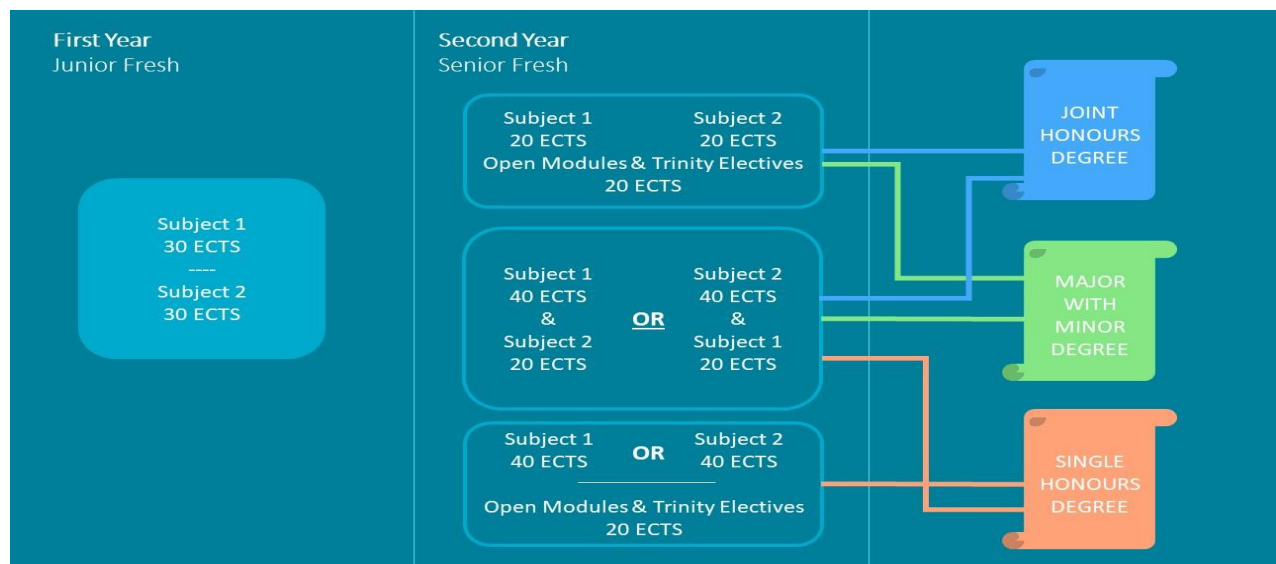 First Year
Junior Fresh
Subject 1
30 ECTS
----
Subject 2
30 ECTS
Second Year
Senior Fresh
Subject 1
20 ECTS
Subject 2
20 ECTS
Open Modules & Trinity Electives
20 ECTS
Subject 1
40 ECTS
&
Subject 2
20 ECTS
OR
Subject 2
40 ECTS
&
Subject 1
20 ECTS
Subject 1
40 ECTS
OR
Subject 2
40 ECTS
Open Modules & Trinity Electives
20 ECTS
JOINT
HONOURS
DEGREE
MAJOR
WITH
MINOR
DEGREE
SINGLE
HONOURS
DEGREE